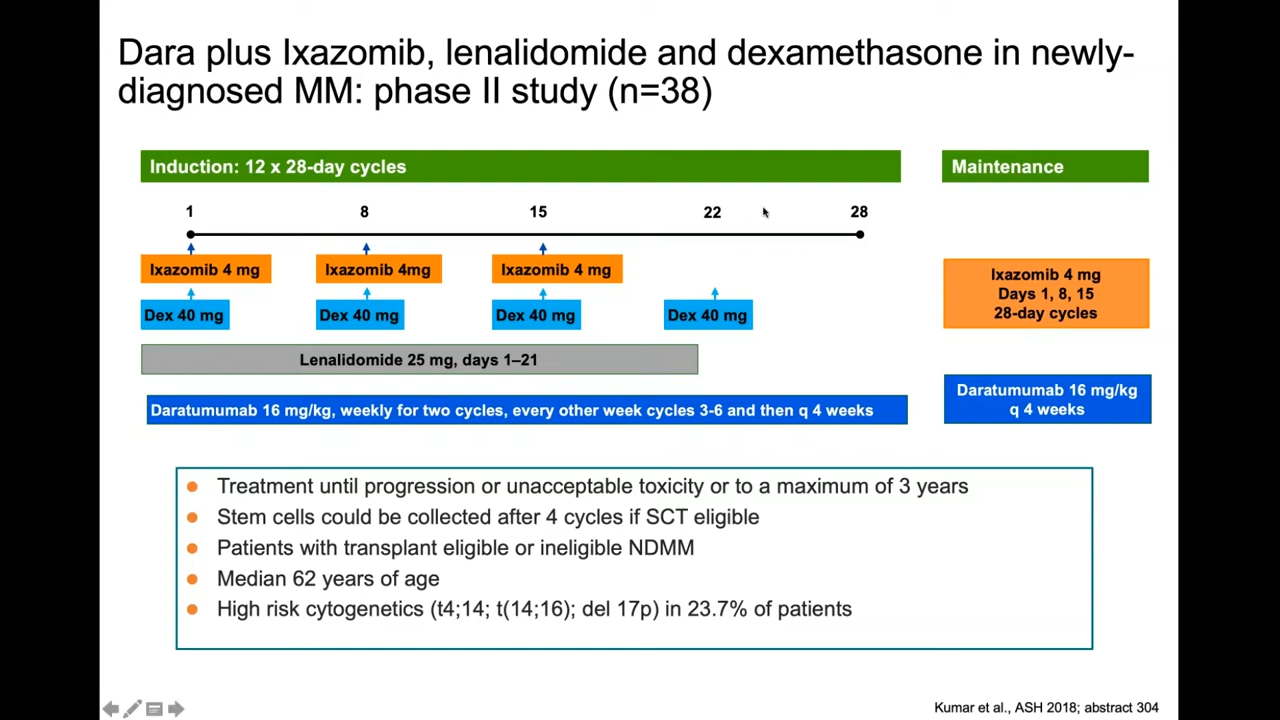 Dara plus Ixazomib, lenalidomide and dexamethasone in newly-
diagnosed MM: phase II study (n=38)
Induction: 12 x 28-day cycles
Maintenance
1 8 15 22 28
Ixazomib 4 mg Ixazomib 4mg Ixazomib 4 mg
Dex 40 mg Dex 40 mg Dex 40 mg Dex 40 mg
Lenalidomide 25 mg, days 1–21
Daratumumab 16 mg/kg, weekly for two cycles, every other week cycles 3-6 and then q 4 weeks
Ixazomib 4 mg
Days 1, 8, 15
28-day cycles
Daratumumab 16 mg/kg
q 4 weeks
Treatment until progression or unacceptable toxicity or to a maximum of 3 years
Stem cells could be collected after 4 cycles if SCT eligible
Patients with transplant eligible or ineligible NDMM
Median 62 years of age
High risk cytogenetics (t4;14; t(14;16); del 17p) in 23.7% of patients
Kumar et al., ASH 2018; abstract 304